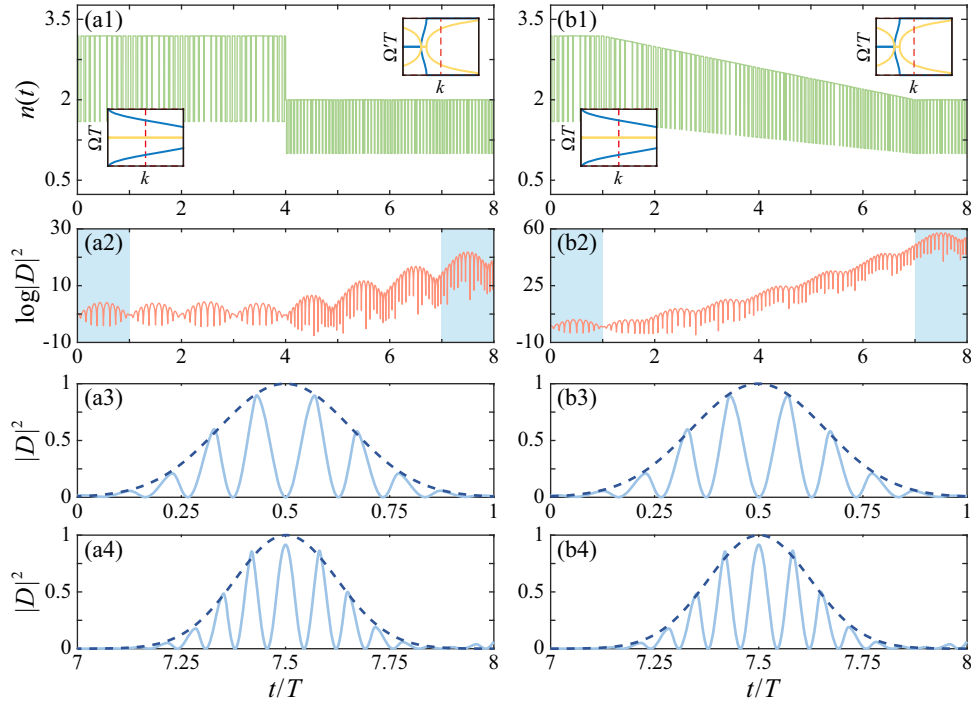 (a1)
3.5
2
0.5
n(t)
ΩT
k
Ω′T
k
0 2 4 6 8
(b1)
3.5
2
0.5
ΩT
k
Ω′T
k
0 2 4 6 8
(a2)
30
10
-10
log|D|²
0 2 4 6 8
(b2)
60
25
-10
0 2 4 6 8
(a3)
1
0.5
0
|D|²
0 0.25 0.5 0.75 1
(b3)
1
0.5
0
0 0.25 0.5 0.75 1
(a4)
1
0.5
0
|D|²
7 7.25 7.5 7.75 8
t/T
(b4)
1
0.5
0
7 7.25 7.5 7.75 8
t/T